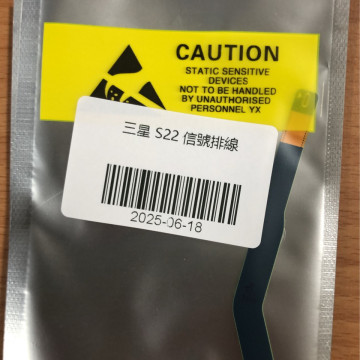 CAUTION
STATIC SENSITIVE
DEVICES
NOT TO BE HANDLED
BY UNAUTHORISED
PERSONNEL YX
三星 S22 信號排線
2025-06-18